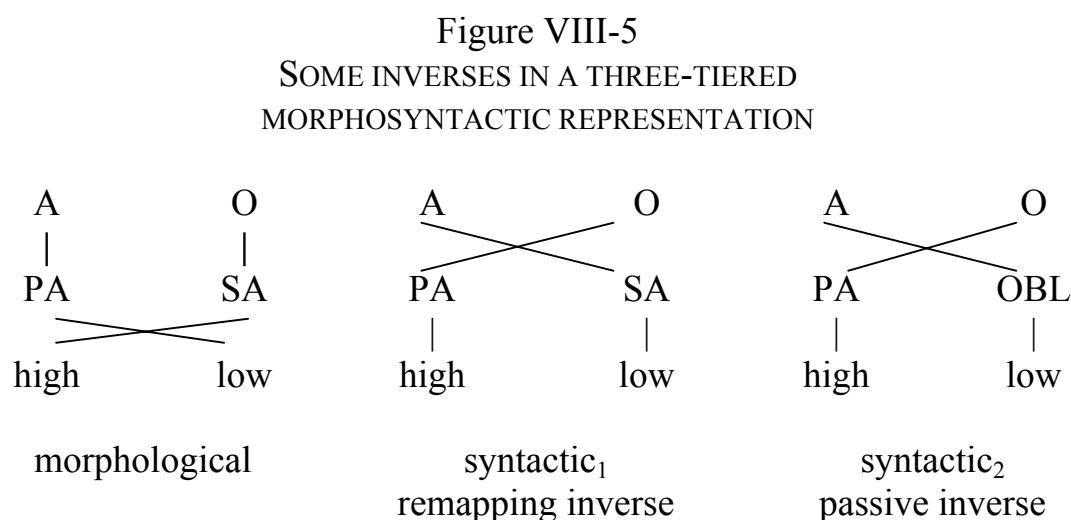 Figure VIII-5
SOME INVERSES IN A THREE-TIERED
MORPHOSYNTACTIC REPRESENTATION
A O A O A O
PA SA PA SA PA OBL
high low high low high low
morphological syntactic₁ syntactic₂
remapping inverse passive inverse